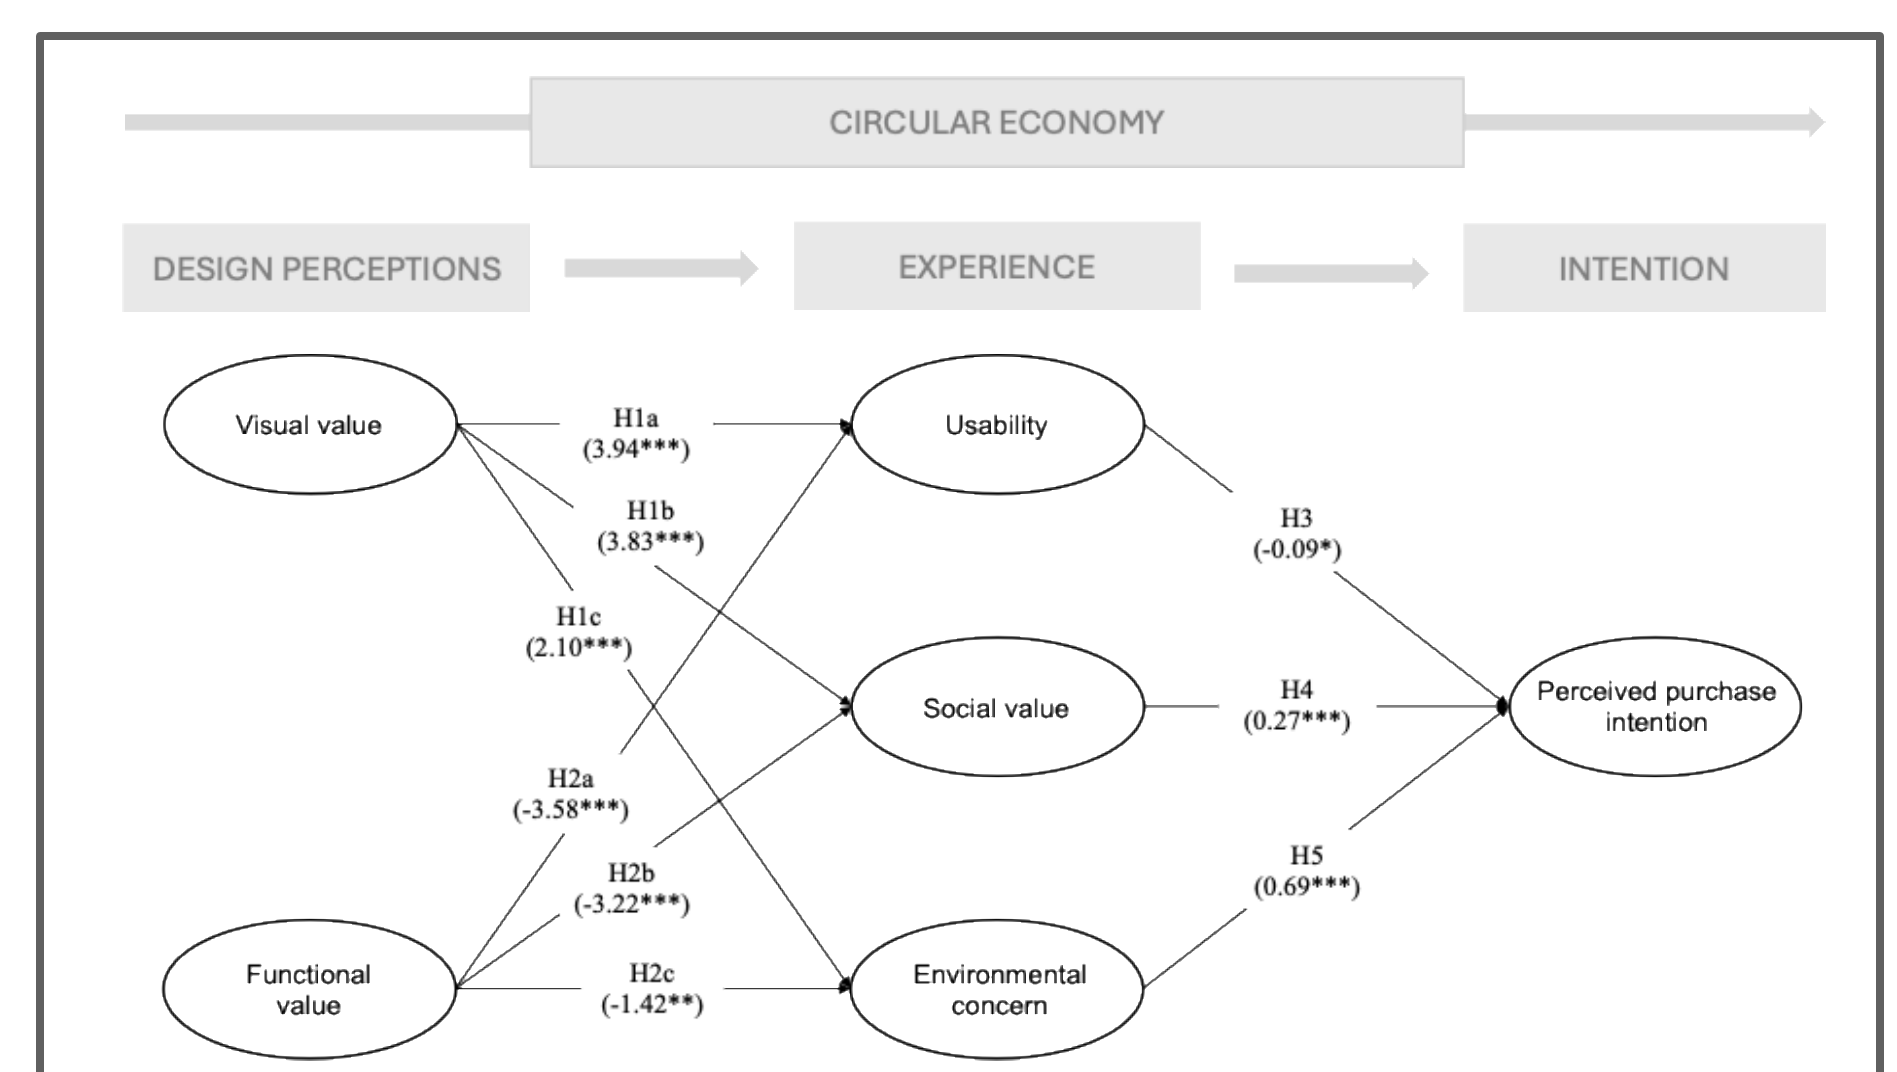 CIRCULAR ECONOMY
DESIGN PERCEPTIONS
EXPERIENCE
INTENTION
Visual value
H1a
(3.94***)
Usability
H1b
(3.83***)
H3
(-0.09*)
H1c
(2.10***)
Social value
H4
(0.27***)
Perceived purchase
intention
H2a
(-3.58***)
H2b
(-3.22***)
H5
(0.69***)
Functional
value
H2c
(-1.42**)
Environmental
concern